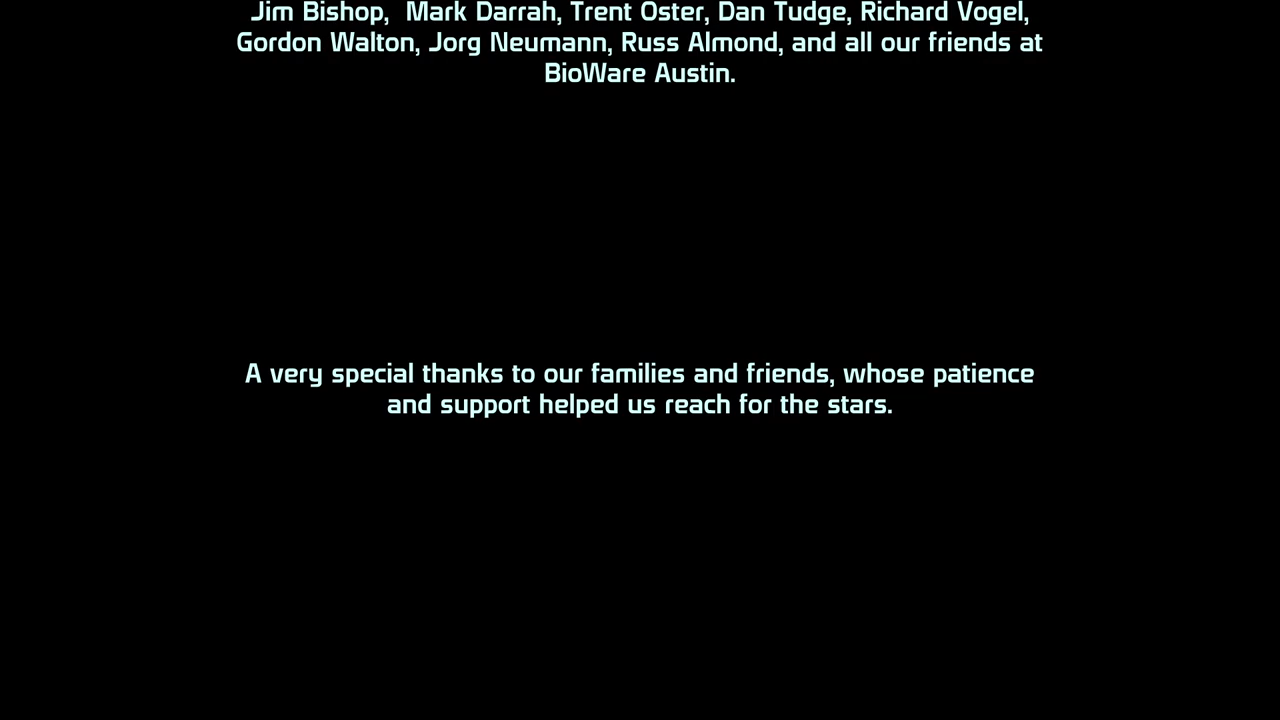 Jim Bishop,  Mark Darrah, Trent Oster, Dan Tudge, Richard Vogel,
Gordon Walton, Jorg Neumann, Russ Almond, and all our friends at
BioWare Austin.
A very special thanks to our families and friends, whose patience
and support helped us reach for the stars.